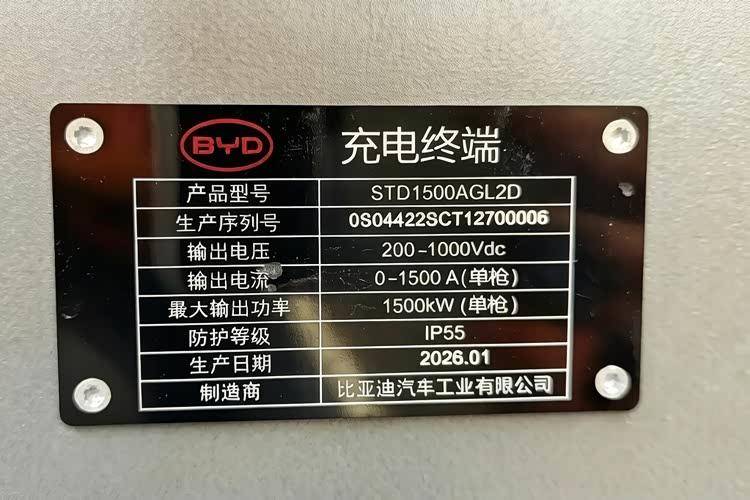 BYD 充电终端
产品型号 STD1500AGL2D
生产序列号 0S04422SCT12700006
输出电压 200-1000Vdc
输出电流 0-1500A(单枪)
最大输出功率 1500kW(单枪)
防护等级 IP55
生产日期 2026.01
制造商 比亚迪汽车工业有限公司